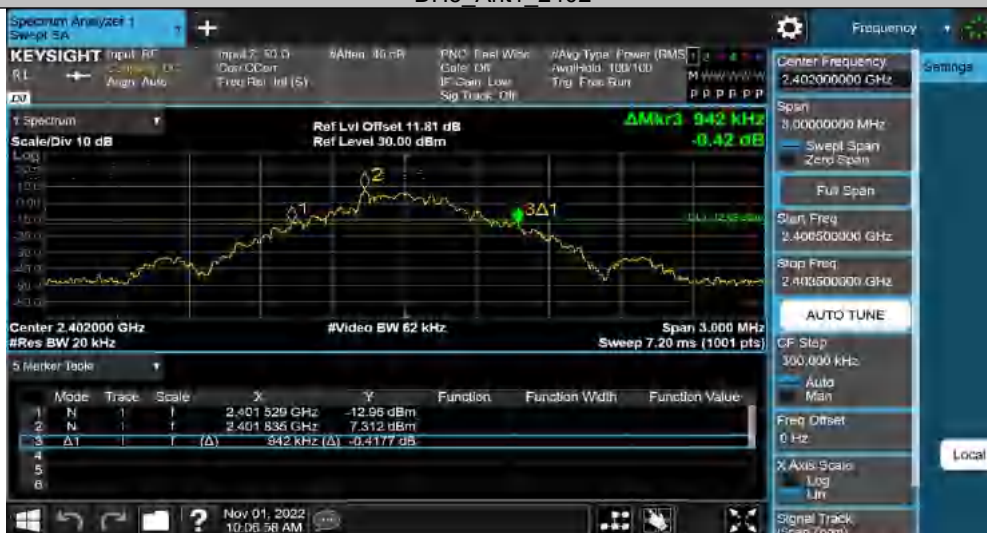 Spectrum Analyzer 1
Swept SA
+
Frequency
KEYSIGHT
Input: RF
RL
Align: Auto
Input Z: 50 Ω
Corr CCorr
Freq Ref: Int (S)
#Atten: 40 dB
PNO: Best Wide
Gate: Off
IF Gain: Low
Sig Track: Off
#Avg Type: Power (RMS)
Avg|Hold: 100/100
Trig: Free Run
P P P P P P
Center Frequency
2.402000000 GHz
Settings
Span
3.00000000 MHz
Swept Span
Zero Span
Full Span
Start Freq
2.400500000 GHz
Stop Freq
2.403500000 GHz
AUTO TUNE
CF Step
300.000 kHz
Auto
Man
Freq Offset
0 Hz
X Axis Scale
Log
Lin
Signal Track
(Span Zoom)
Local
1 Spectrum
Scale/Div 10 dB
Ref Lvl Offset 11.81 dB
Ref Level 30.00 dBm
ΔMkr3 942 kHz
-0.42 dB
Log
1
2
3Δ1
Center 2.402000 GHz
#Res BW 20 kHz
#Video BW 62 kHz
Span 3.000 MHz
Sweep 7.20 ms (1001 pts)
5 Marker Table
Mode Trace Scale X Y Function Function Width Function Value
1 N 1 f 2.401 529 GHz -12.96 dBm
2 N 1 f 2.401 835 GHz 7.312 dBm
3 Δ1 1 f (Δ) 942 kHz (Δ) -0.4177 dB
4
5
6
?
Nov 01, 2022
10:06:58 AM